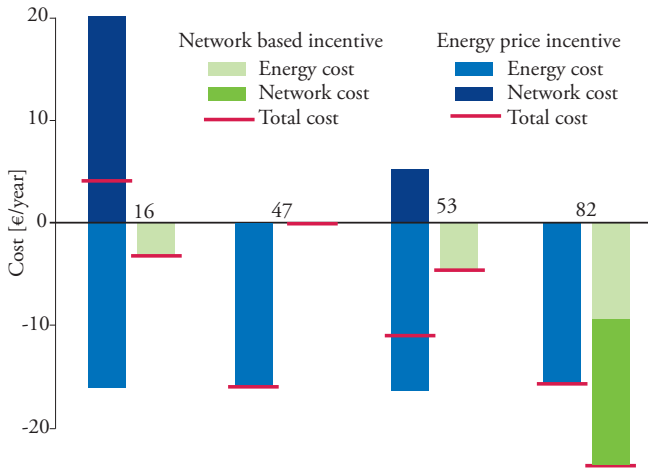 20
Network based incentive
Energy price incentive
Energy cost
Energy cost
Network cost
Network cost
Total cost
Total cost
10
Cost [€/year]
0
16
47
53
82
-10
-20